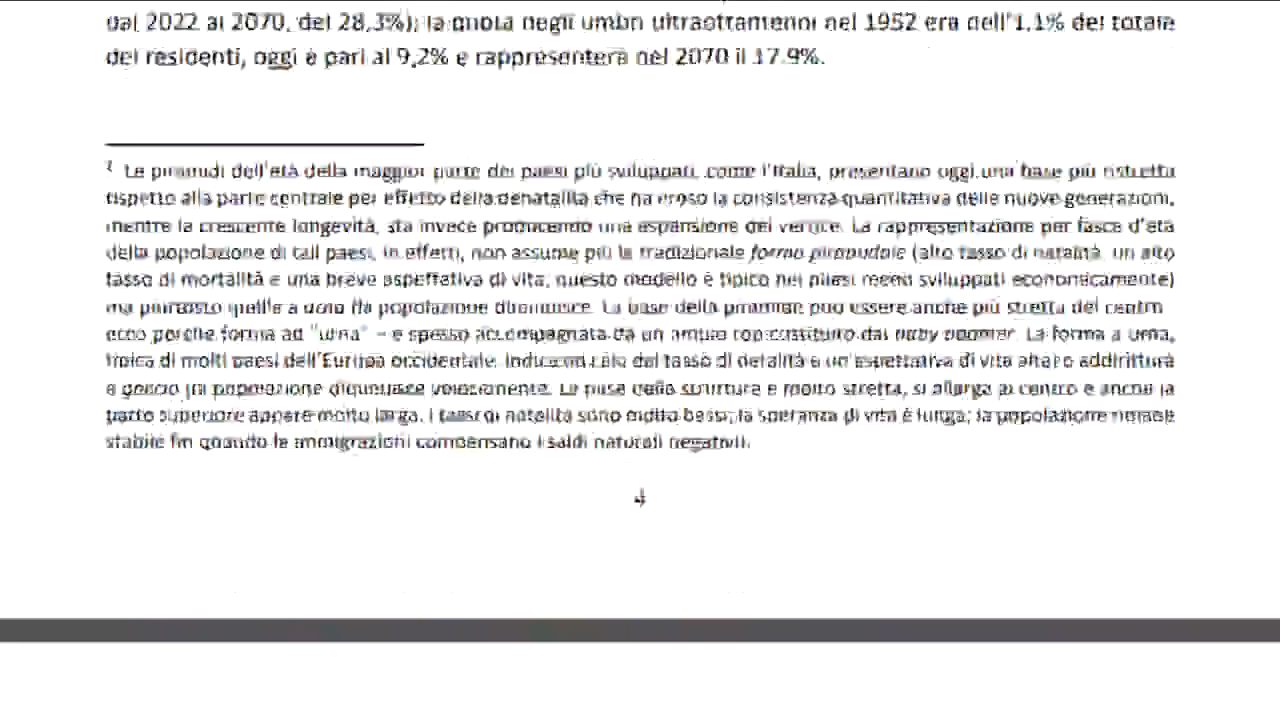 dal 2022 al 2070, del 28,3%); la quota degli umbri ultraottantenni nel 1952 era dell'1,1% del totale
dei residenti, oggi è pari al 9,2% e rappresenterà nel 2070 il 17,9%.
Le piramidi dell'età della maggior parte dei paesi più sviluppati, come l'Italia, presentano oggi una base più ristretta
rispetto alla parte centrale per effetto della denatalità che ha eroso la consistenza quantitativa delle nuove generazioni,
mentre la crescente longevità, sta invece producendo una espansione del vertice. La rappresentazione per fasce d'età
della popolazione di tali paesi, in effetti, non assume più la tradizionale forma piramidale (alto tasso di natalità, un alto
tasso di mortalità e una breve aspettativa di vita; questo modello è tipico nei paesi meno sviluppati economicamente)
ma piuttosto quella a popolazione diminuisce. La base della piramide può essere anche più stretta del centro
ecco perché forma ad "urna" – e spesso accompagnata da un ampio top costituito dai baby boomer. La forma a urna,
tipica di molti paesi dell'Europa occidentale, tasso di natalità e un'aspettativa di vita alta o addirittura
popolazione diminuisce velocemente. La base della struttura è molto stretta, si allarga al centro e anche la
parte superiore appare molto larga. I tassi di natalità sono molto bassi; la speranza di vita è lunga; la popolazione rimane
stabile fin quando le immigrazioni compensano i saldi naturali negativi.
4